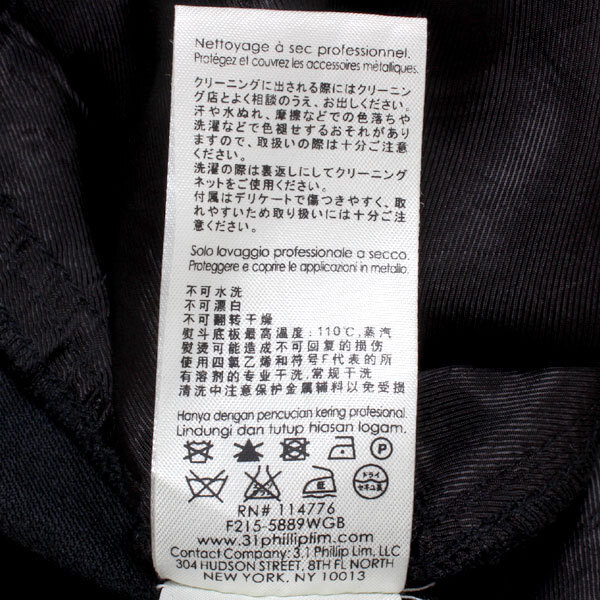 Nettoyage à sec professionnel.
Protégez et couvrez les accessoires métalliques.
クリーニングに出される際にはクリーニン
グ店とよく相談のうえ、お出しください。
汗や水ぬれ、摩擦などでの色落ちや
洗濯などで色褪せするおそれがあり
ますので、取扱いの際は十分ご注意
ください。
洗濯の際は裏返しにしてクリーニング
ネットをご使用ください。
付属はデリケートで傷つきやすく、取
れやすいため取り扱いには十分ご注
意ください。
Solo lavaggio professionale a secco.
Proteggere e coprire le applicazioni in metallo.
不可水洗
不可漂白
不可翻转干燥
熨斗底板最高温度:110℃,蒸汽
熨烫可能造成不可回复的损伤
使用四氯乙烯和符号F代表的所
有溶剂的专业干洗,常规干洗
清洗中注意保护金属辅料以免受损
Hanya dengan pencucian kering profesional.
Lindungi dan tutup hiasan logam.
P
ドライ
セキユ系
RN# 114776
F215-5889WGB
www.31philliplim.com
Contact Company: 3.1 Phillip Lim, LLC
304 HUDSON STREET, 8TH FL NORTH
NEW YORK, NY 10013